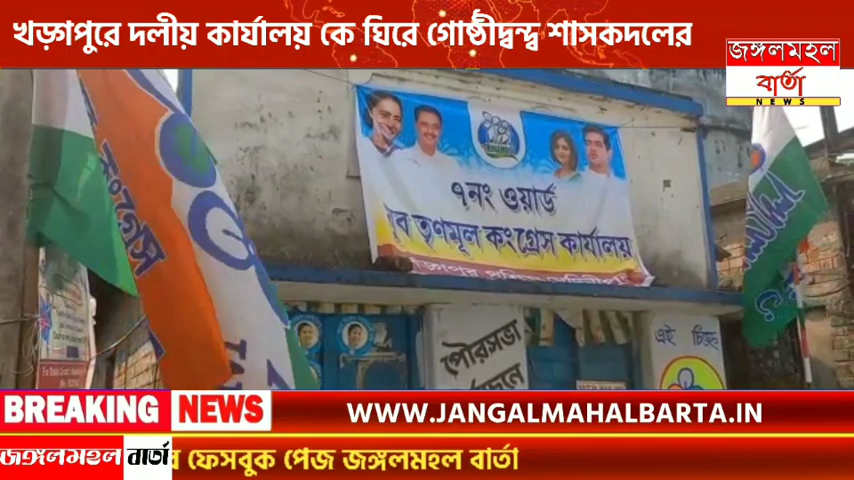 খড়্গপুরে দলীয় কার্যালয় কে ঘিরে গোষ্ঠীদ্বন্দ্ব শাসকদলের
জঙ্গলমহল
বার্তা
NEWS
TRINAMOOL
৭নং ওয়ার্ড
যুব তৃণমূল কংগ্রেস কার্যালয়
কংগ্রেস
পৌরসভা
এই চিহ্নে
BREAKING NEWS
WWW.JANGALMAHALBARTA.IN
জঙ্গলমহল বার্তা
ফেসবুক পেজ জঙ্গলমহল বার্তা